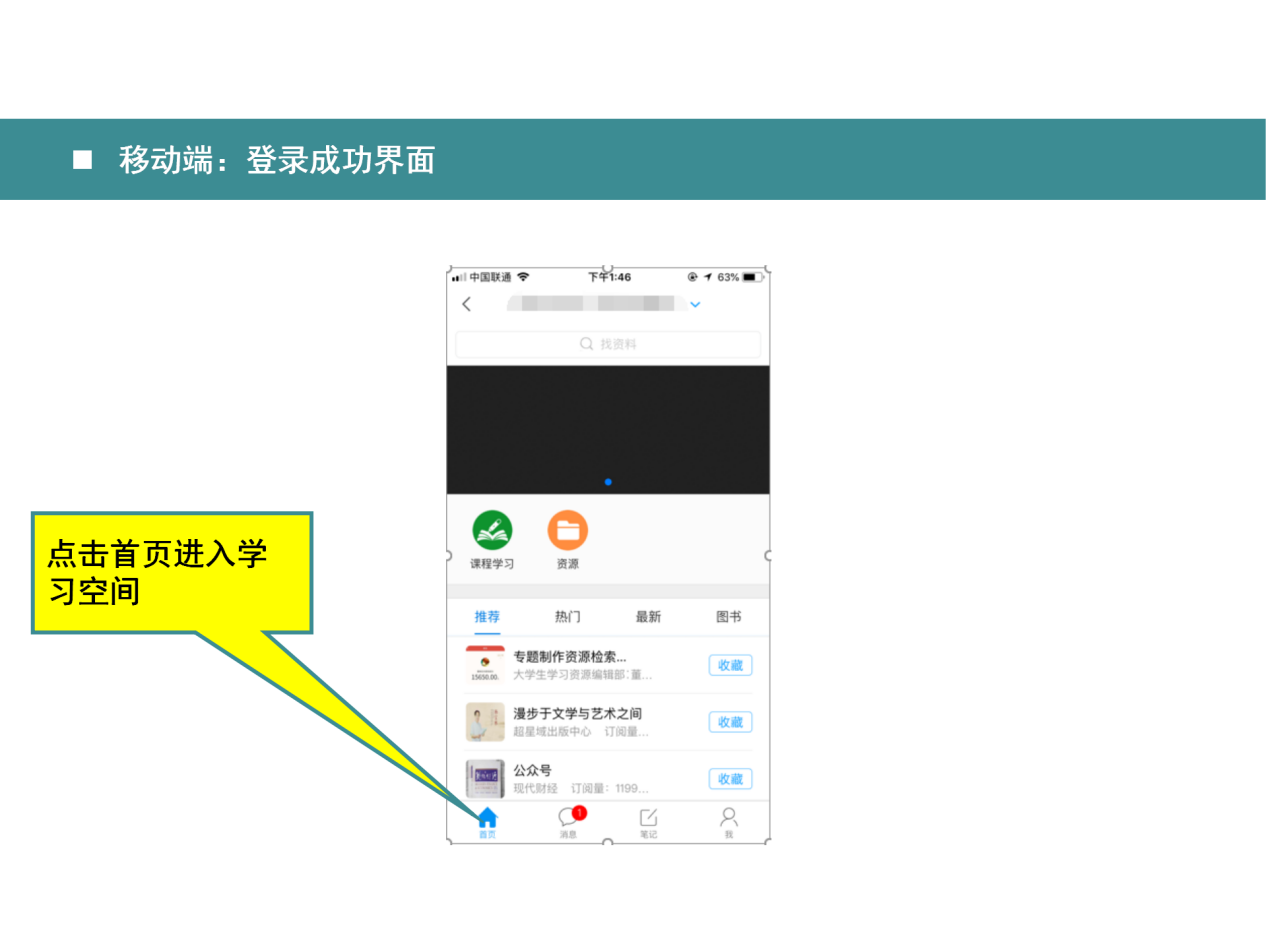 ■ 移动端：登录成功界面
中国联通 下午1:46 63%
找资料
点击首页进入学
习空间
课程学习 资源
推荐 热门 最新 图书
专题制作资源检索...
大学生学习资源编辑部:董...
收藏
15650.00.
漫步于文学与艺术之间
超星域出版中心 订阅量...
收藏
公众号
现代财经 订阅量：1199...
收藏
1
首页 消息 笔记 我